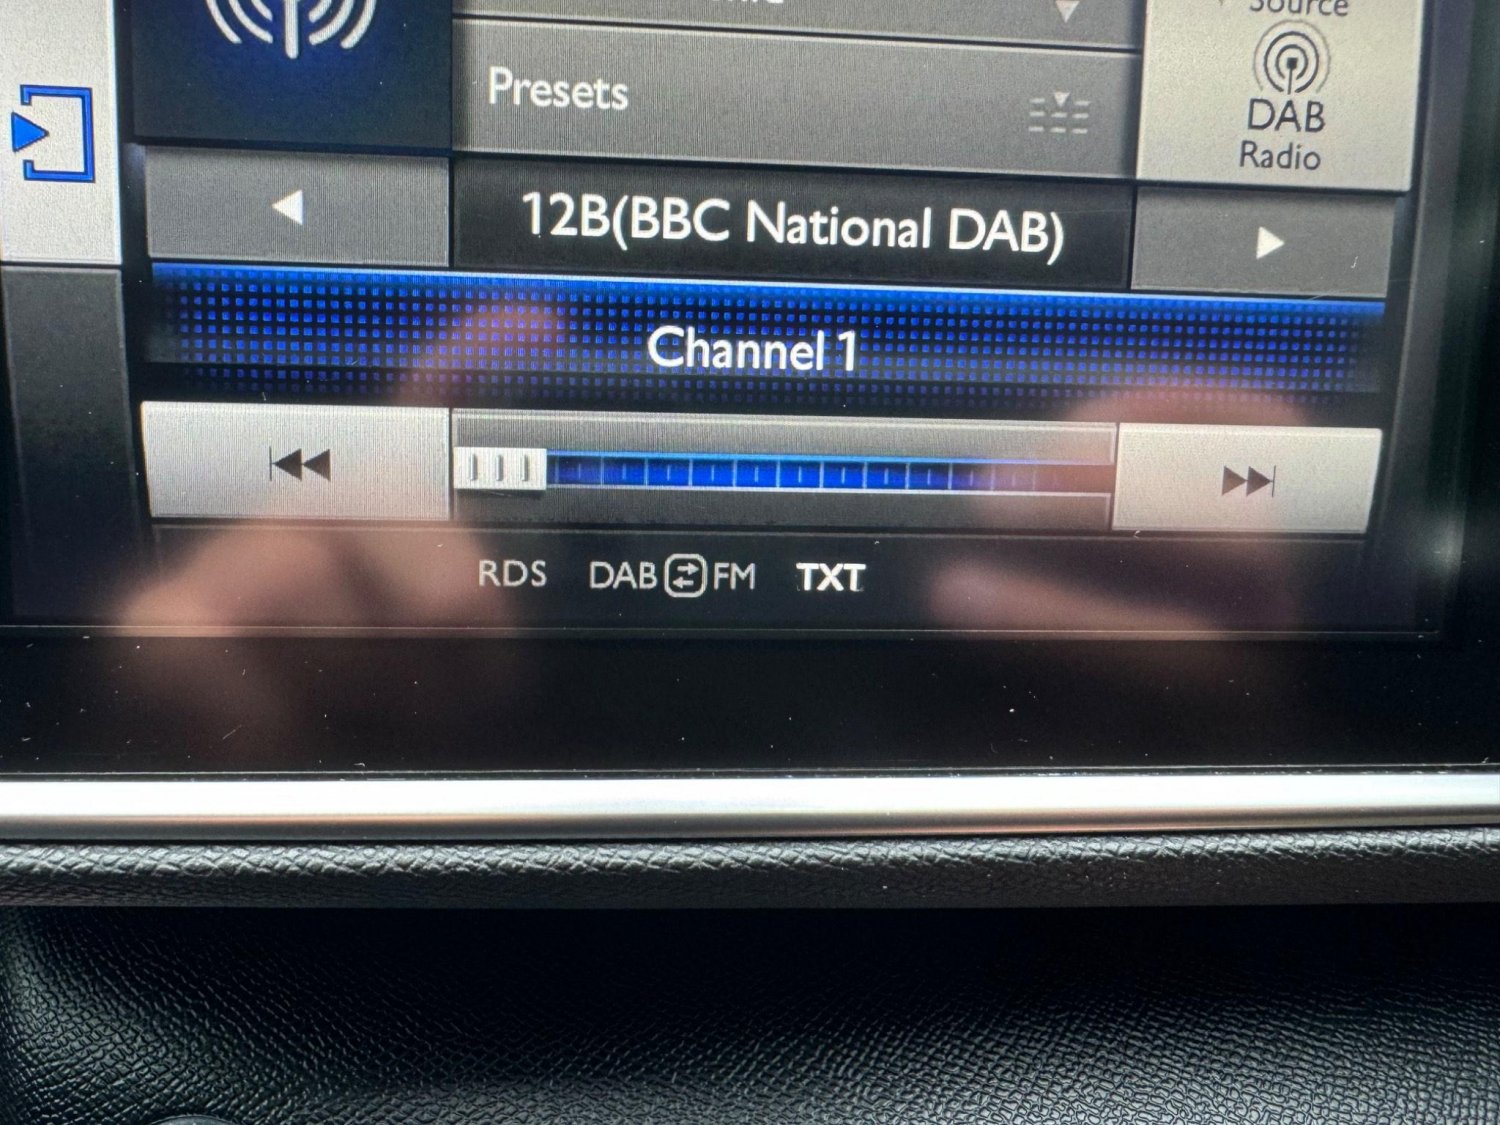 Source
Presets
DAB
Radio
12B(BBC National DAB)
Channel 1
RDS DAB FM TXT